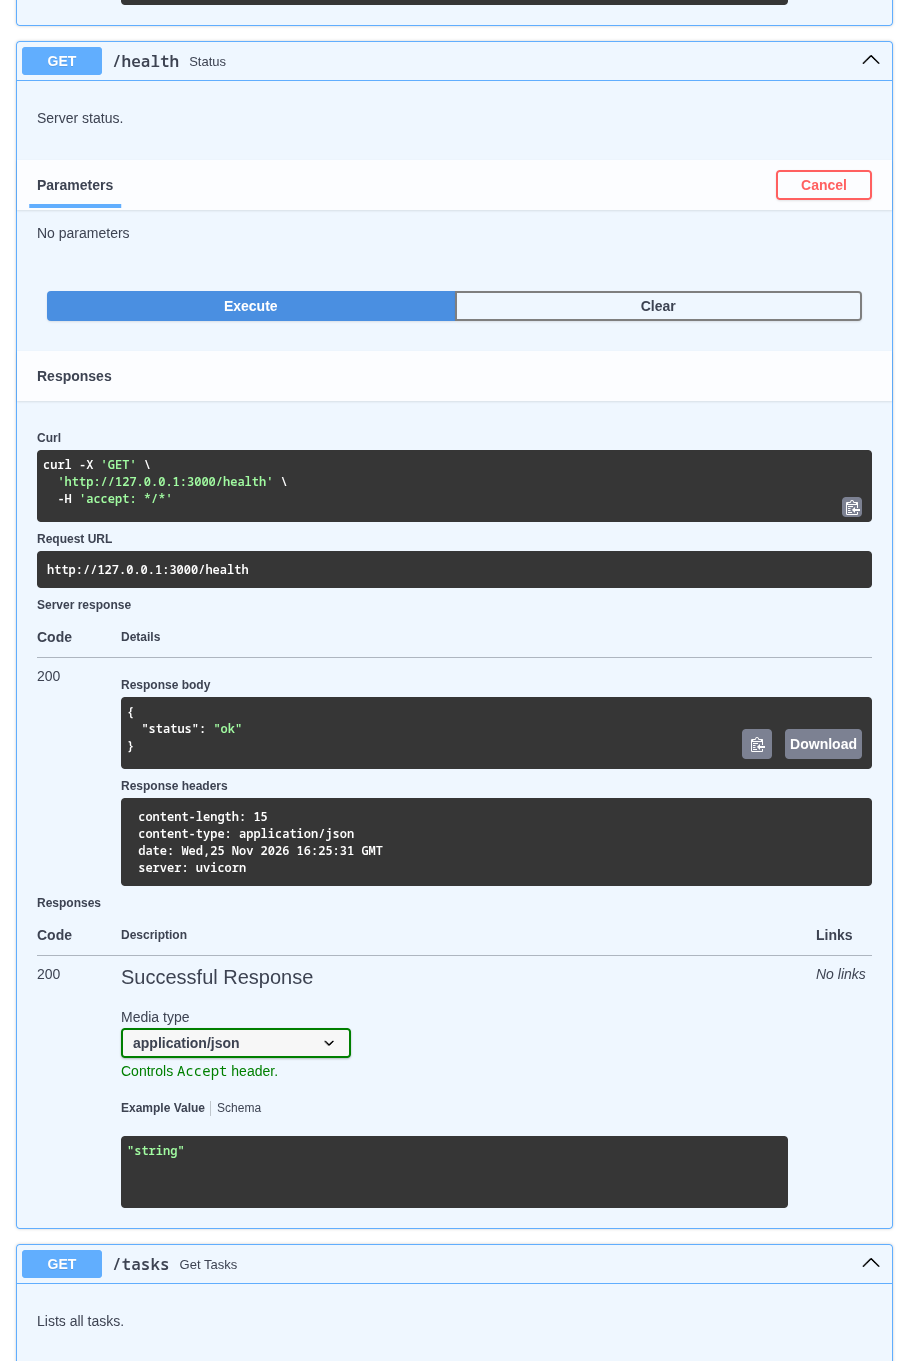 GET /health Status
Server status.
Parameters Cancel
No parameters
Execute Clear
Responses
Curl
curl -X 'GET' \
  'http://127.0.0.1:3000/health' \
  -H 'accept: */*'
Request URL
http://127.0.0.1:3000/health
Server response
Code Details
200
Response body
{
  "status": "ok"
}
Download
Response headers
content-length: 15
content-type: application/json
date: Wed,25 Nov 2026 16:25:31 GMT
server: uvicorn
Responses
Code Description Links
200 Successful Response No links
Media type
application/json
Controls Accept header.
Example Value Schema
"string"
GET /tasks Get Tasks
Lists all tasks.